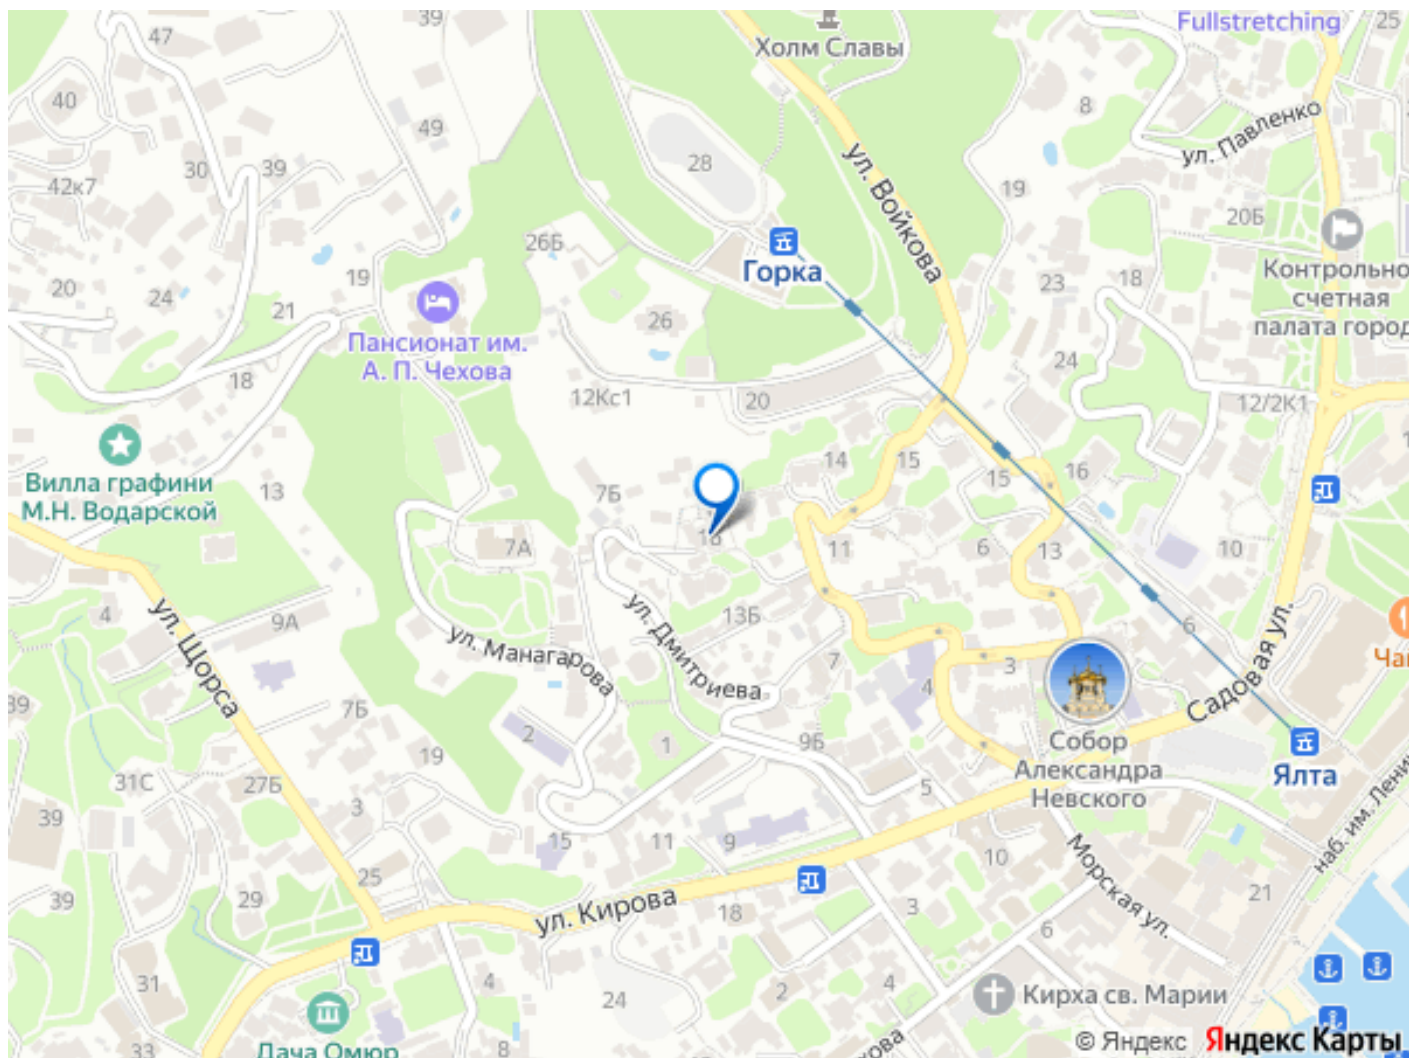 39
47
Холм Славы
Fullstretching
25
40
49
28
8
ул. Павленко
30
39
42к7
ул. Войкова
19
20Б
26Б
Горка
Контрольно
счетная
палата город
20
24
19
21
23
18
26
Пансионат им.
А. П. Чехова
18
24
12Кс1
20
12/2К1
Вилла графини
М.Н. Водарской
13
14
15
15
16
7Б
7А
11
6
13
10
4
9А
ул. Щорса
ул. Манагарова
ул. Дмитриева
13Б
7
3
4
6
Садовая ул.
39
7Б
19
2
1
9Б
Собор
Александра
Невского
Ялта
31С
27Б
3
39
15
11
9
5
25
29
39
ул. Кирова
18
10
Морская ул.
21
наб. им. Лени
3
6
31
4
4
24
2
Кирха св. Марии
Дача Омюр
33
8
ова
© Яндекс Яндекс Карты